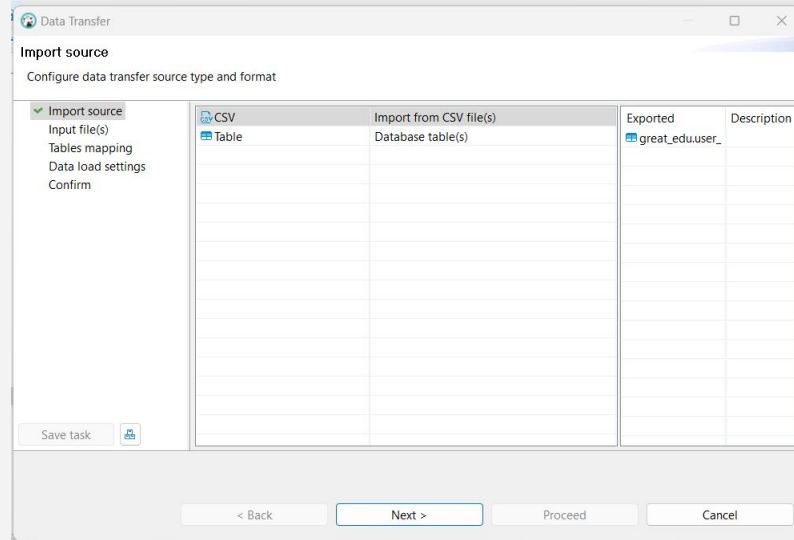 Data Transfer
Import source
Configure data transfer source type and format
Import source
Input file(s)
Tables mapping
Data load settings
Confirm
CSV Import from CSV file(s)
Table Database table(s)
Exported Description
great_edu.user_
Save task
< Back Next > Proceed Cancel